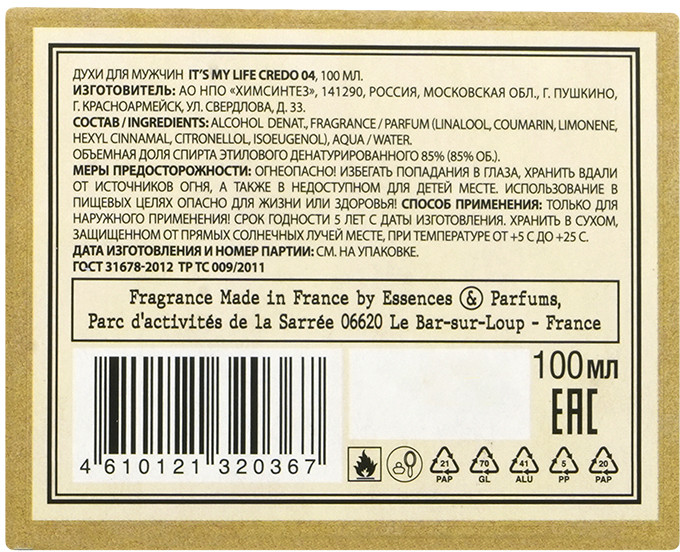 ДУХИ ДЛЯ МУЖЧИН IT'S MY LIFE CREDO 04, 100 МЛ.
ИЗГОТОВИТЕЛЬ: АО НПО «ХИМСИНТЕЗ», 141290, РОССИЯ, МОСКОВСКАЯ ОБЛ., Г. ПУШКИНО,
Г. КРАСНОАРМЕЙСК, УЛ. СВЕРДЛОВА, Д. 33.
СОСТАВ / INGREDIENTS: ALCOHOL DENAT., FRAGRANCE / PARFUM (LINALOOL, COUMARIN, LIMONENE,
HEXYL CINNAMAL, CITRONELLOL, ISOEUGENOL), AQUA / WATER.
ОБЪЕМНАЯ ДОЛЯ СПИРТА ЭТИЛОВОГО ДЕНАТУРИРОВАННОГО 85% (85% ОБ.).
МЕРЫ ПРЕДОСТОРОЖНОСТИ: ОГНЕОПАСНО! ИЗБЕГАТЬ ПОПАДАНИЯ В ГЛАЗА, ХРАНИТЬ ВДАЛИ
ОТ ИСТОЧНИКОВ ОГНЯ, А ТАКЖЕ В НЕДОСТУПНОМ ДЛЯ ДЕТЕЙ МЕСТЕ. ИСПОЛЬЗОВАНИЕ В
ПИЩЕВЫХ ЦЕЛЯХ ОПАСНО ДЛЯ ЖИЗНИ ИЛИ ЗДОРОВЬЯ! СПОСОБ ПРИМЕНЕНИЯ: ТОЛЬКО ДЛЯ
НАРУЖНОГО ПРИМЕНЕНИЯ! СРОК ГОДНОСТИ 5 ЛЕТ С ДАТЫ ИЗГОТОВЛЕНИЯ. ХРАНИТЬ В СУХОМ,
ЗАЩИЩЕННОМ ОТ ПРЯМЫХ СОЛНЕЧНЫХ ЛУЧЕЙ МЕСТЕ, ПРИ ТЕМПЕРАТУРЕ ОТ +5 С ДО +25 С.
ДАТА ИЗГОТОВЛЕНИЯ И НОМЕР ПАРТИИ: СМ. НА УПАКОВКЕ.
ГОСТ 31678-2012 ТР ТС 009/2011
Fragrance Made in France by Essences & Parfums,
Parc d'activités de la Sarrée 06620 Le Bar-sur-Loup - France
100 МЛ
EAC
4 610121 320367
21 70 41 5 20
PAP GL ALU PP PAP